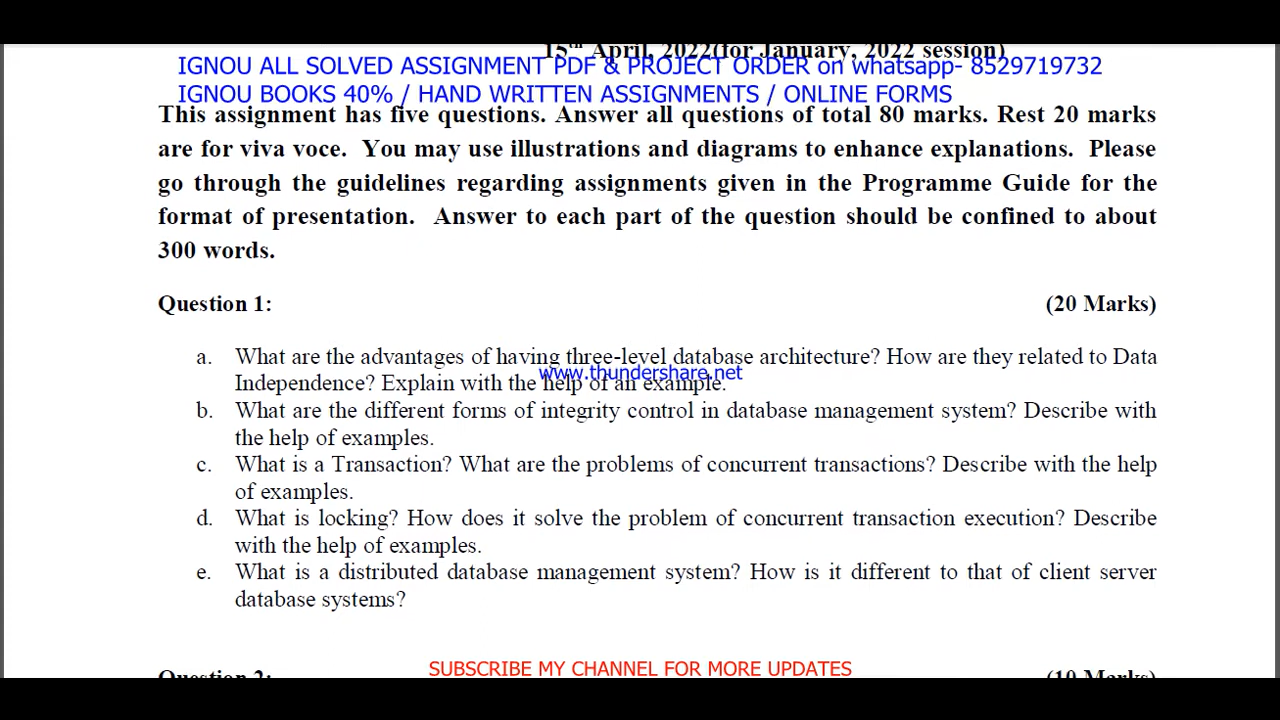 15th April, 2022(for January, 2022 session)
IGNOU ALL SOLVED ASSIGNMENT PDF & PROJECT ORDER on whatsapp- 8529719732
IGNOU BOOKS 40% / HAND WRITTEN ASSIGNMENTS / ONLINE FORMS
This assignment has five questions. Answer all questions of total 80 marks. Rest 20 marks
are for viva voce. You may use illustrations and diagrams to enhance explanations. Please
go through the guidelines regarding assignments given in the Programme Guide for the
format of presentation. Answer to each part of the question should be confined to about
300 words.
Question 1: (20 Marks)
a. What are the advantages of having three-level database architecture? How are they related to Data
Independence? Explain with the help of an example.
www.thundershare.net
b. What are the different forms of integrity control in database management system? Describe with
the help of examples.
c. What is a Transaction? What are the problems of concurrent transactions? Describe with the help
of examples.
d. What is locking? How does it solve the problem of concurrent transaction execution? Describe
with the help of examples.
e. What is a distributed database management system? How is it different to that of client server
database systems?
SUBSCRIBE MY CHANNEL FOR MORE UPDATES
Question 2: (10 Marks)